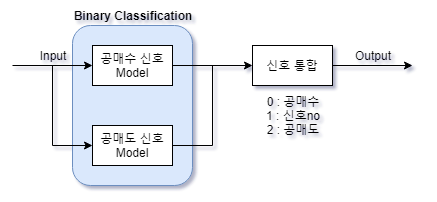 Binary Classification
Input
공매수 신호
Model
공매도 신호
Model
신호 통합
Output
0 : 공매수
1 : 신호no
2 : 공매도